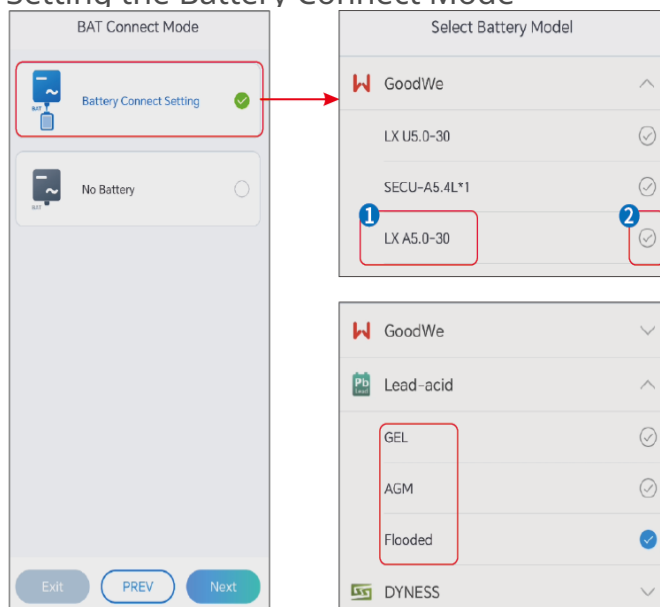 Setting the Battery Connect Mode
BAT Connect Mode
BAT
Battery Connect Setting
BAT
No Battery
Exit
PREV
Next
Select Battery Model
GoodWe
LX U5.0-30
SECU-A5.4L*1
1
2
LX A5.0-30
GoodWe
Pb
Lead
Lead-acid
GEL
AGM
Flooded
DYNESS